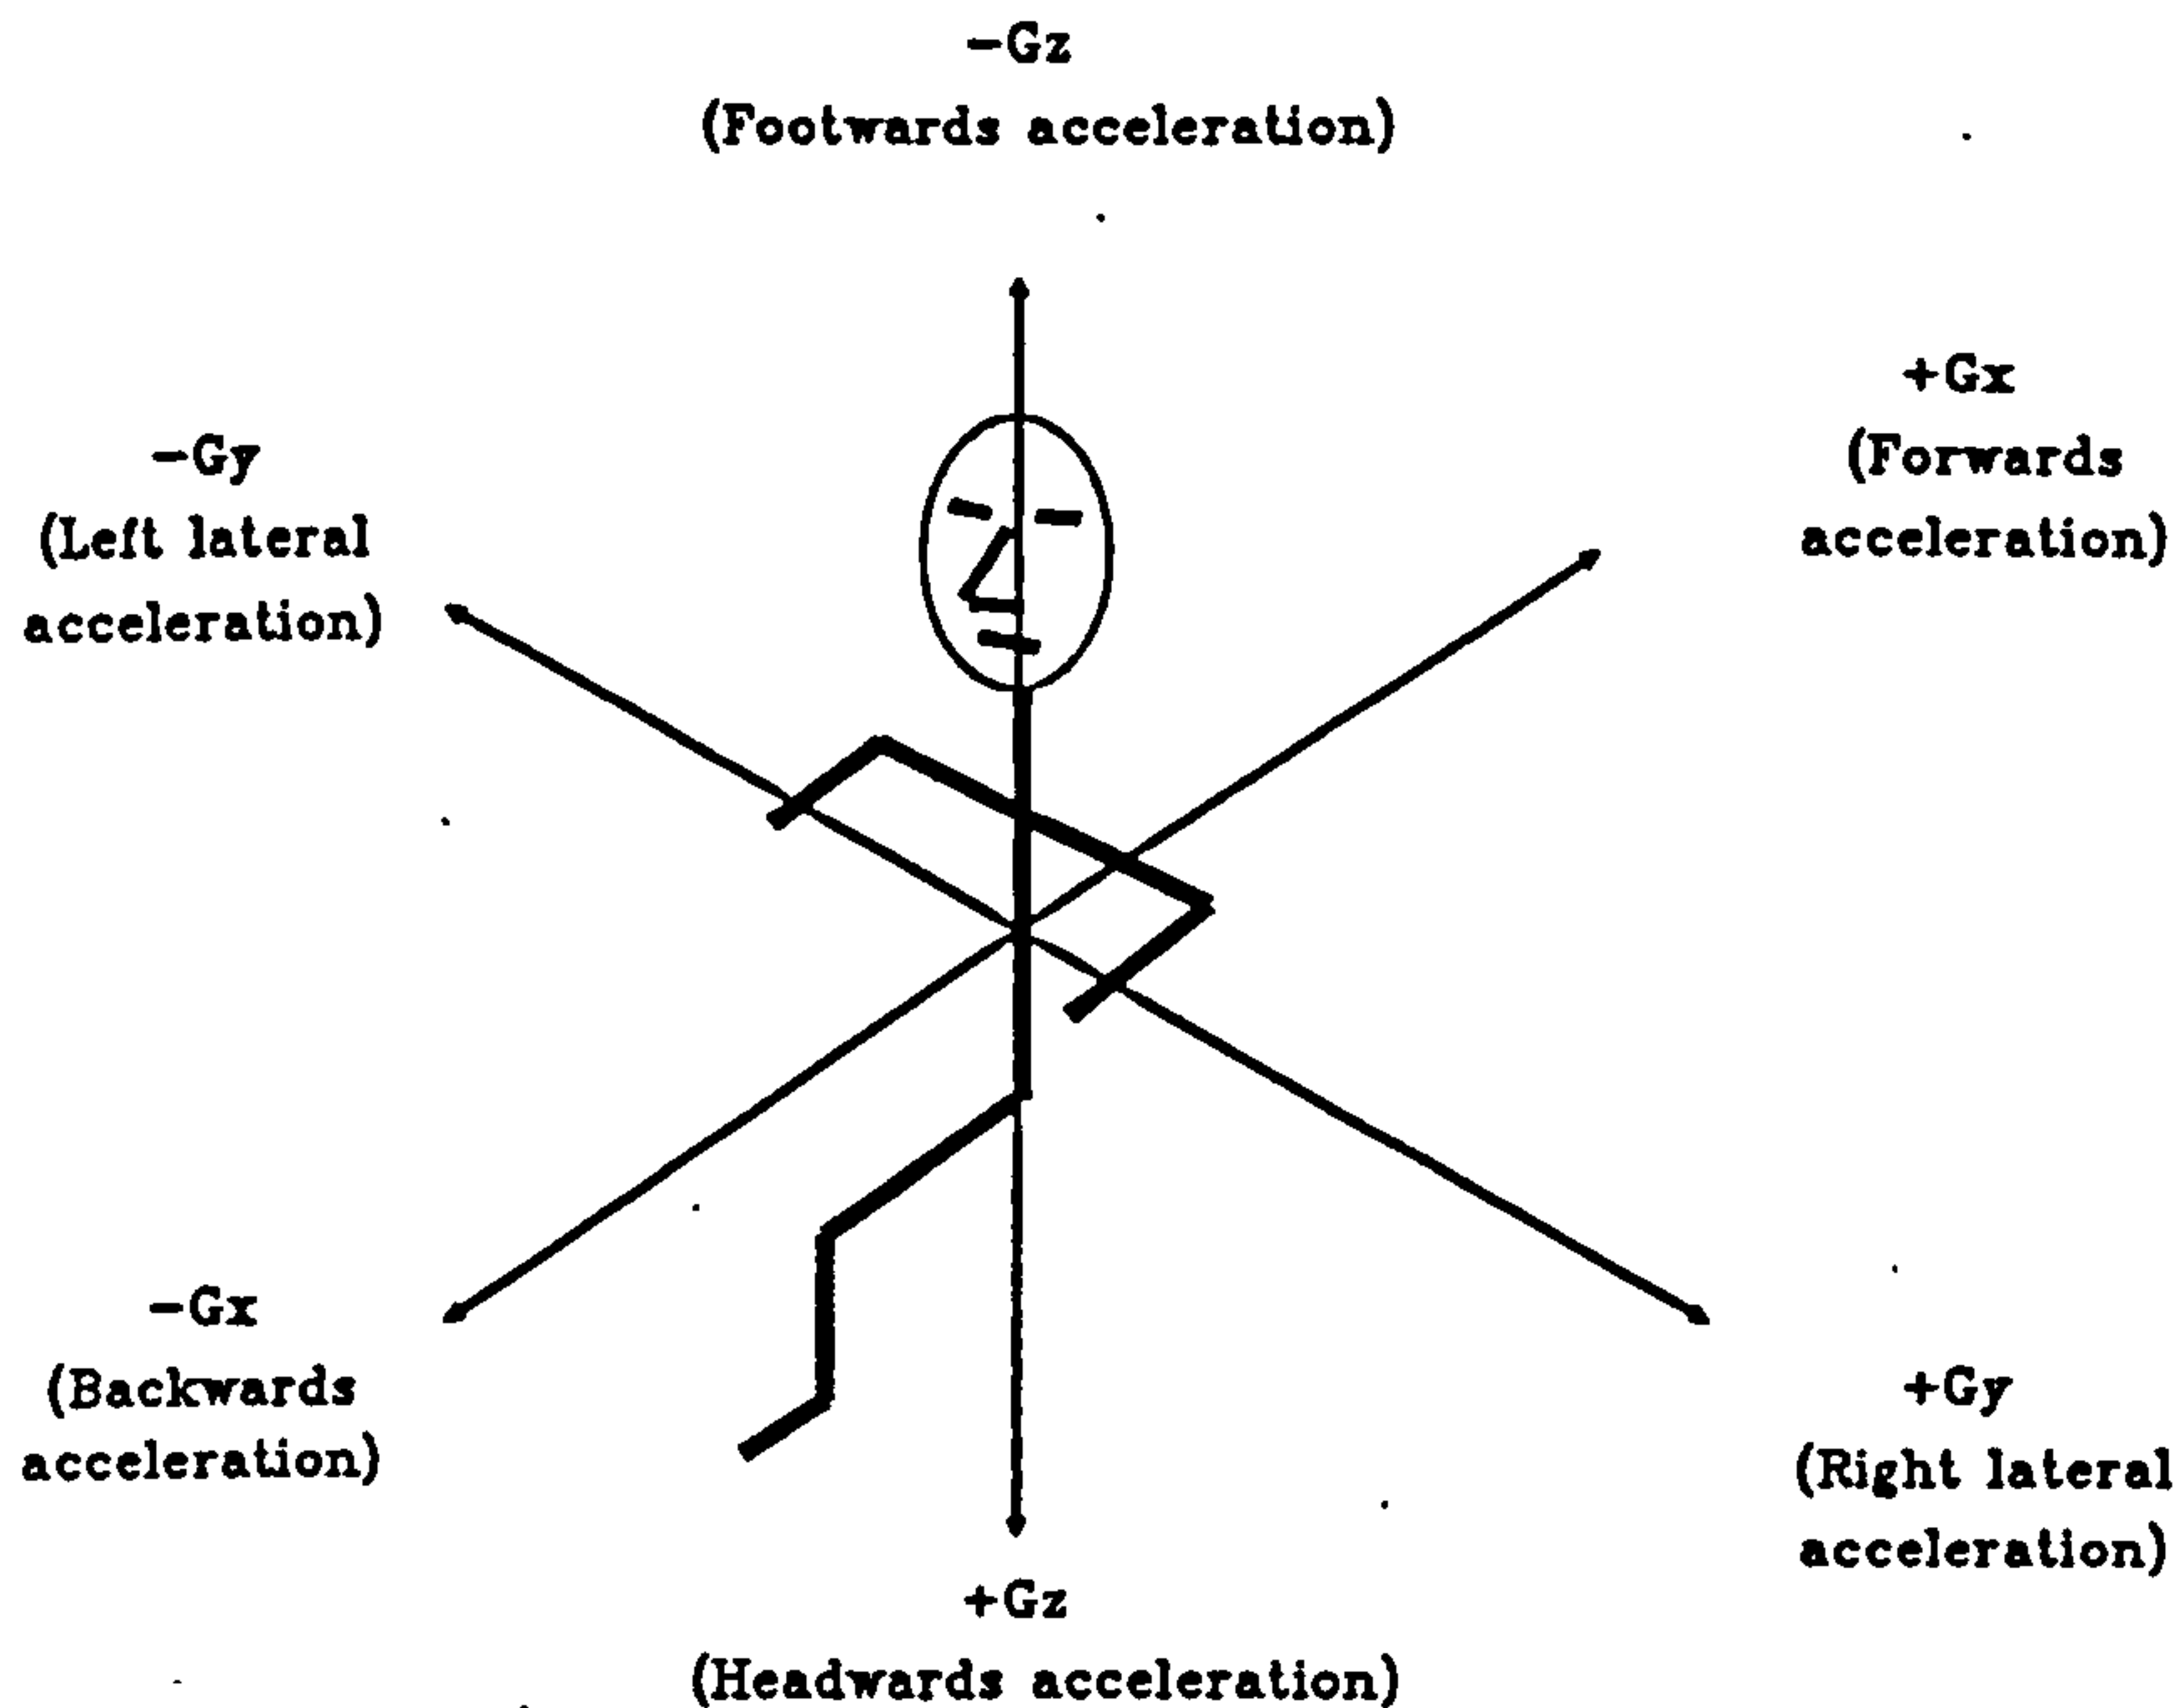 -Gz
(Footwards acceleration)
+Gx
(Forwards
acceleration)
-Gy
(Left lateral
acceleration)
-Gx
(Backwards
acceleration)
+Gy
(Right lateral
acceleration)
+Gz
(Headwards acceleration)